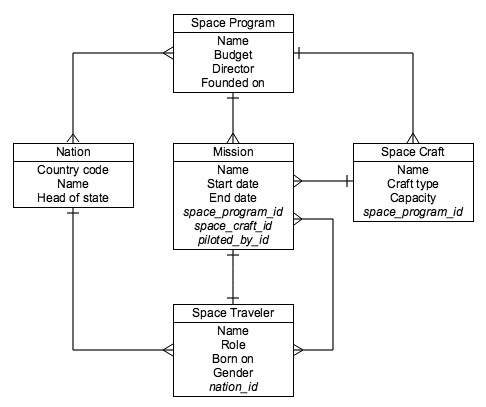 Space Program
Name
Budget
Director
Founded on
Nation
Country code
Name
Head of state
Mission
Name
Start date
End date
space_program_id
space_craft_id
piloted_by_id
Space Craft
Name
Craft type
Capacity
space_program_id
Space Traveler
Name
Role
Born on
Gender
nation_id